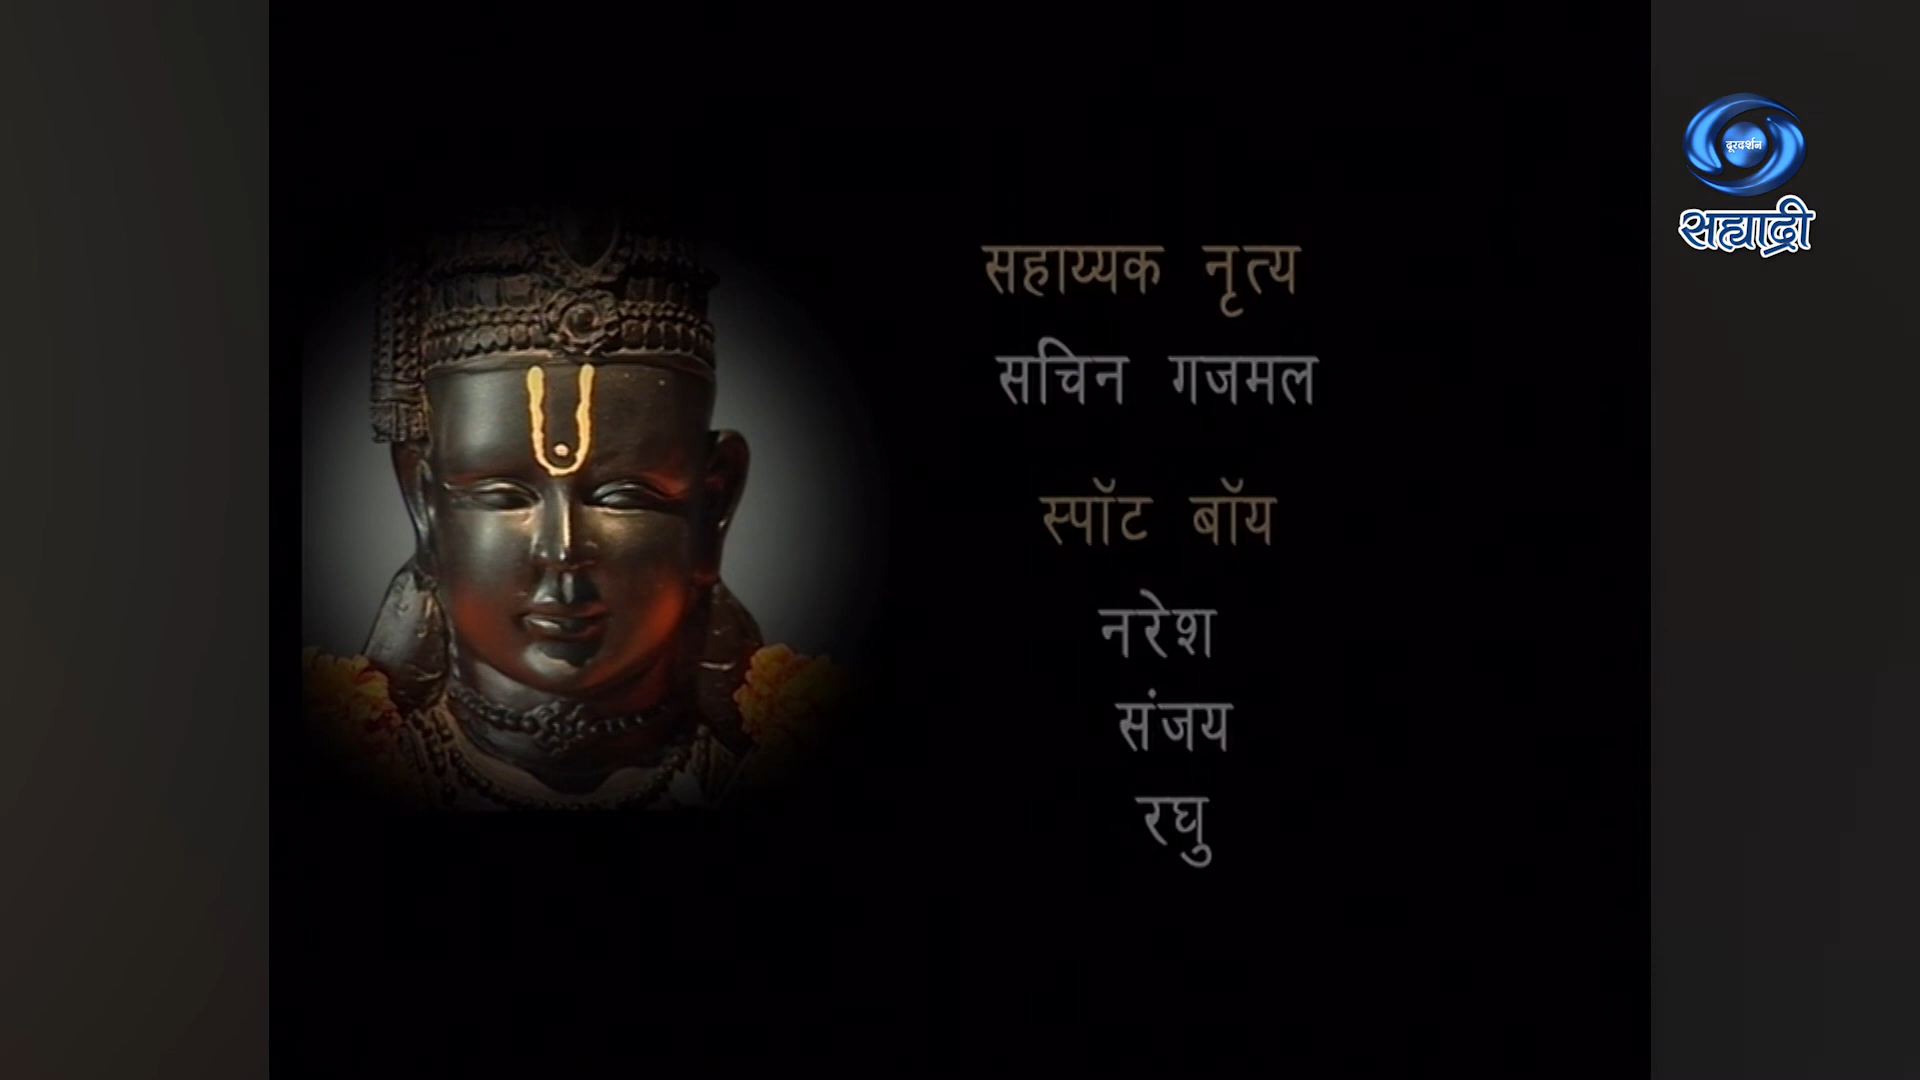 दूरदर्शन
सह्याद्री
सहाय्यक नृत्य
सचिन गजमल
स्पॉट बॉय
नरेश
संजय
रघु